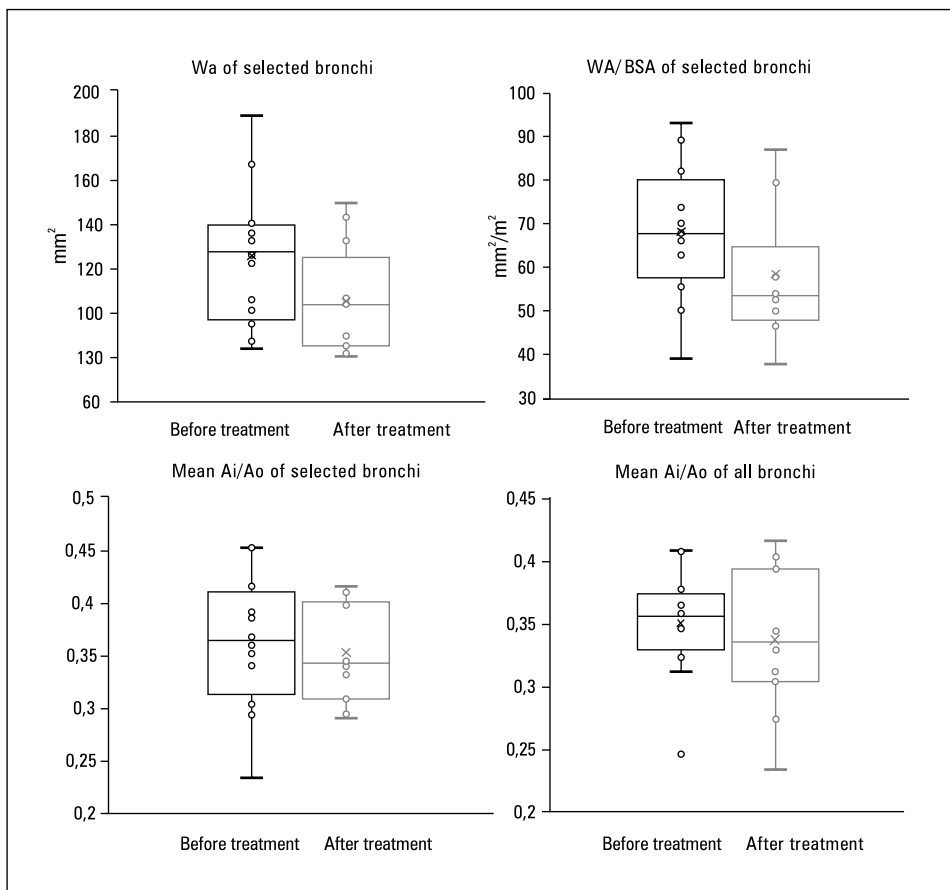 Wa of selected bronchi
200
180
160
140
120
100
130
60
mm²
Before treatment After treatment
WA/BSA of selected bronchi
100
90
80
70
60
50
40
30
mm²/m²
Before treatment After treatment
Mean Ai/Ao of selected bronchi
0,5
0,45
0,4
0,35
0,3
0,25
0,2
Before treatment After treatment
Mean Ai/Ao of all bronchi
0,45
0,4
0,35
0,3
0,25
0,2
Before treatment After treatment